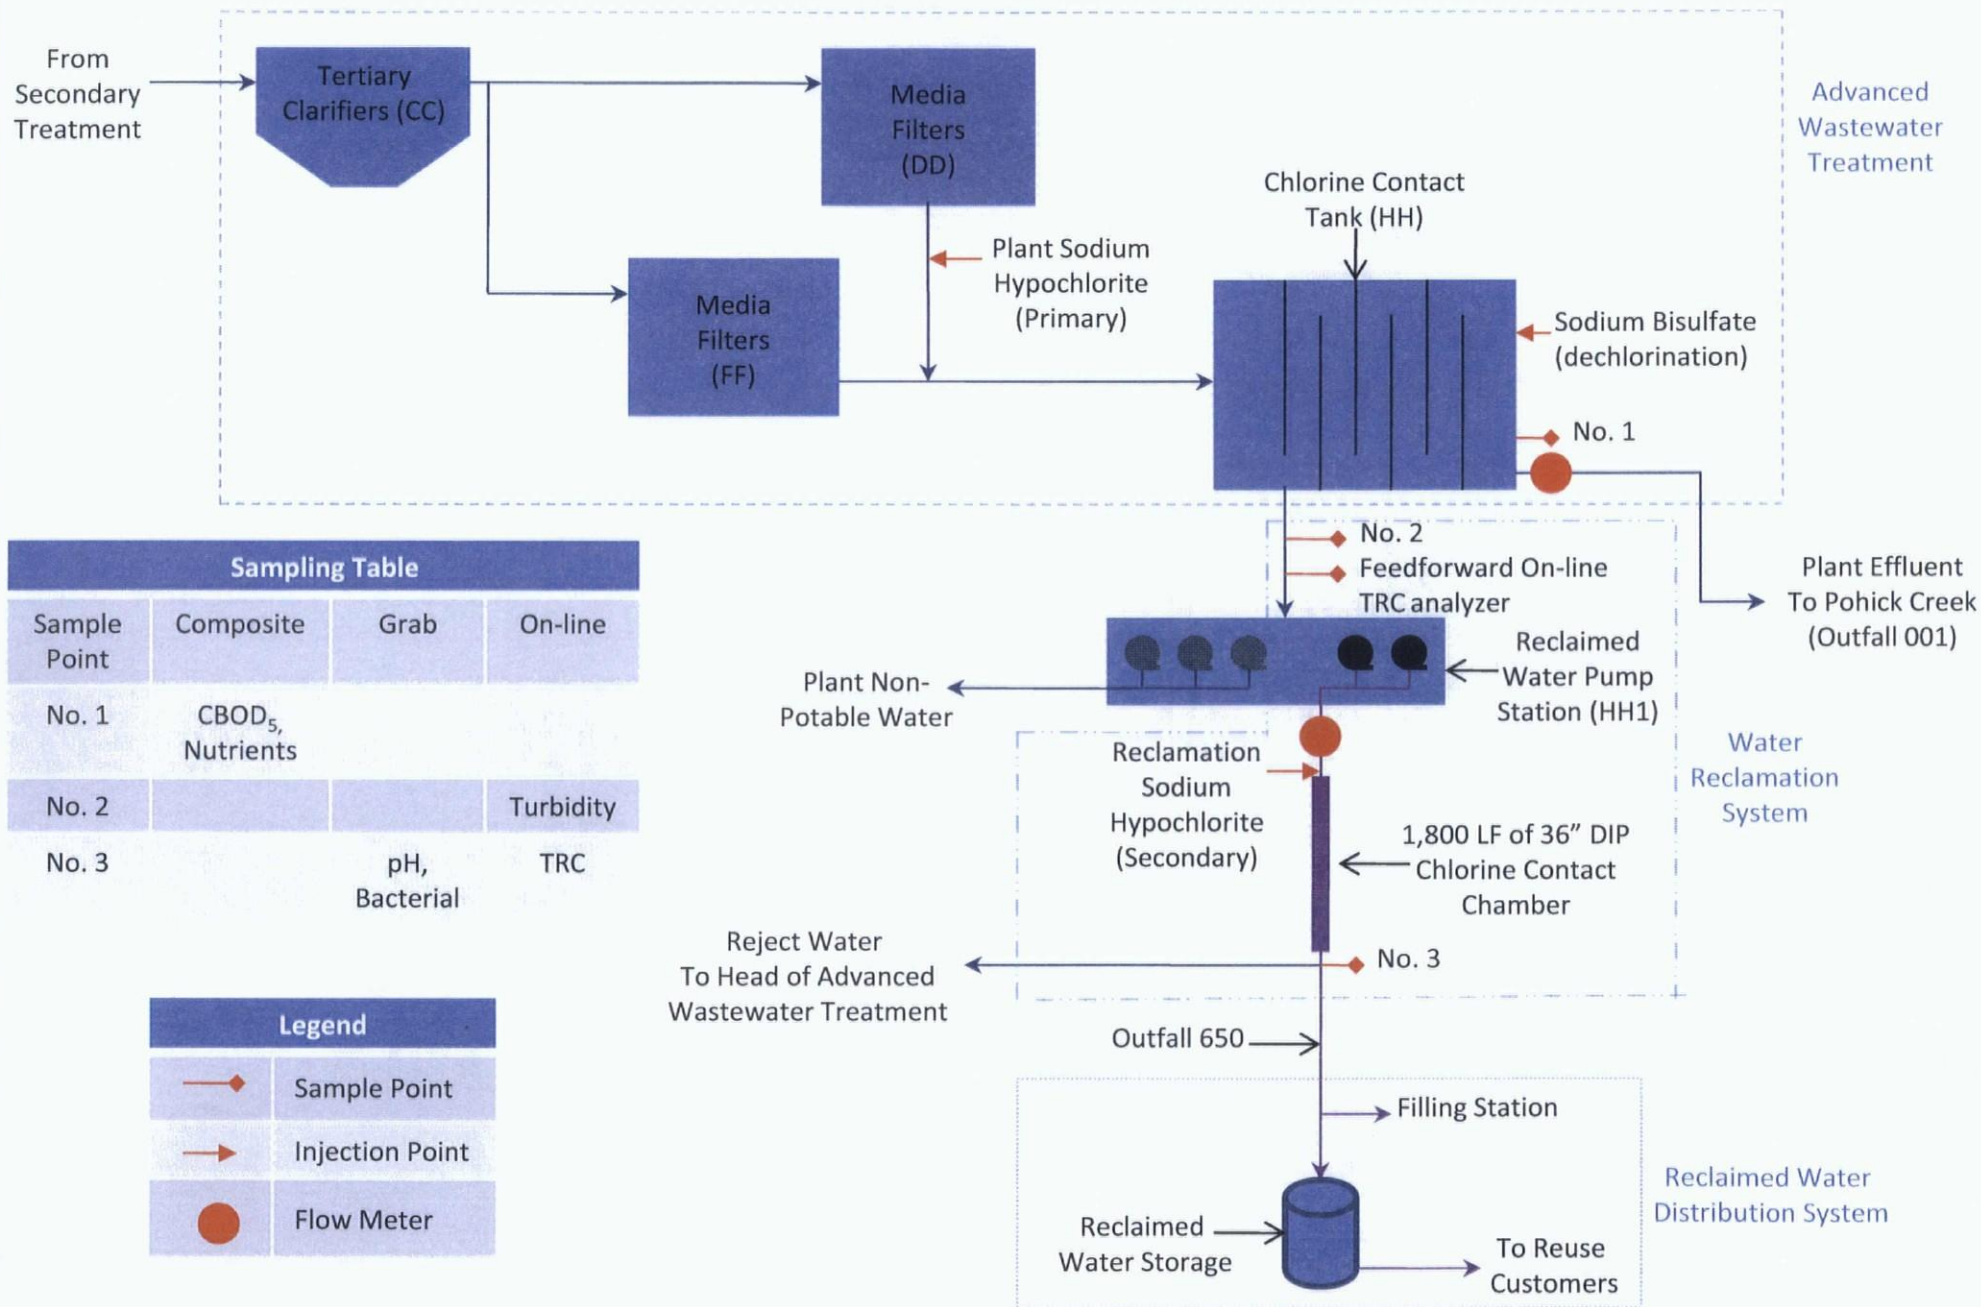 From
Secondary
Treatment
Tertiary
Clarifiers (CC)
Media
Filters
(DD)
Advanced
Wastewater
Treatment
Chlorine Contact
Tank (HH)
Plant Sodium
Hypochlorite
(Primary)
Media
Filters
(FF)
Sodium Bisulfate
(dechlorination)
No. 1
No. 2
Feedforward On-line
TRC analyzer
Plant Effluent
To Pohick Creek
(Outfall 001)
Sampling Table
Sample Point Composite Grab On-line
No. 1 CBOD5, Nutrients
No. 2 Turbidity
No. 3 pH, Bacterial TRC
Reclaimed
Water Pump
Station (HH1)
Plant Non-
Potable Water
Reclamation
Sodium
Hypochlorite
(Secondary)
Water
Reclamation
System
1,800 LF of 36” DIP
Chlorine Contact
Chamber
Reject Water
To Head of Advanced
Wastewater Treatment
No. 3
Legend
Sample Point
Injection Point
Flow Meter
Outfall 650
Filling Station
Reclaimed Water
Distribution System
Reclaimed
Water Storage
To Reuse
Customers